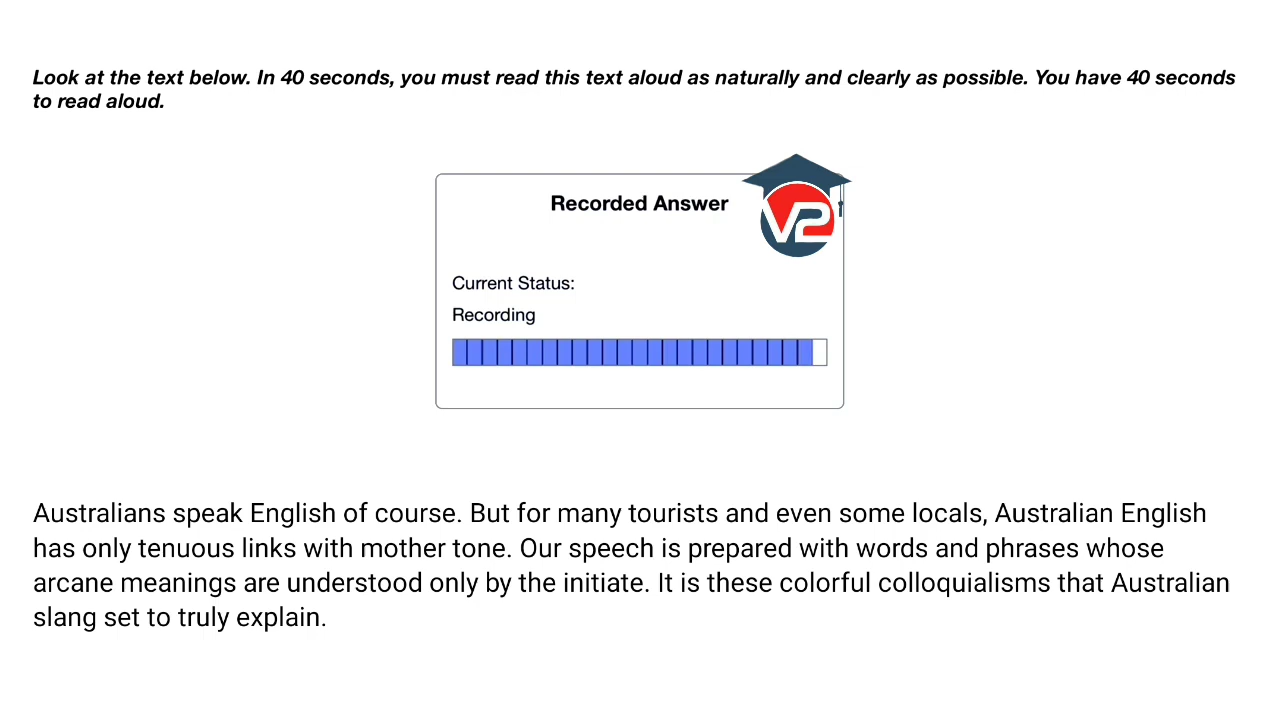 Look at the text below. In 40 seconds, you must read this text aloud as naturally and clearly as possible. You have 40 seconds
to read aloud.
Recorded Answer
V2
Current Status:
Recording
Australians speak English of course. But for many tourists and even some locals, Australian English
has only tenuous links with mother tone. Our speech is prepared with words and phrases whose
arcane meanings are understood only by the initiate. It is these colorful colloquialisms that Australian
slang set to truly explain.